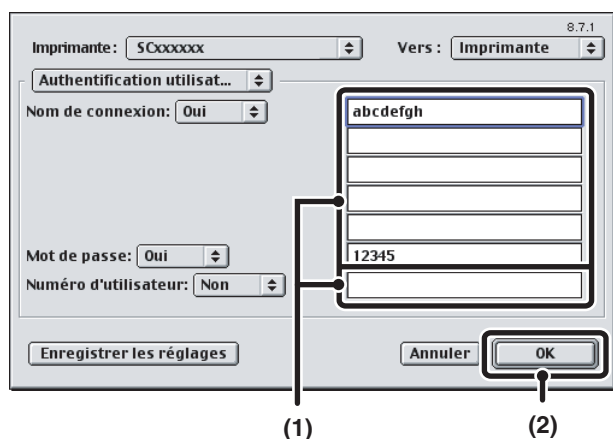 8.7.1
Imprimante: SCxxxxxx Vers : Imprimante
Authentification utilisat...
Nom de connexion: Oui abcdefgh
Mot de passe: Oui 12345
Numéro d'utilisateur: Non
Enregistrer les réglages Annuler OK
(1) (2)